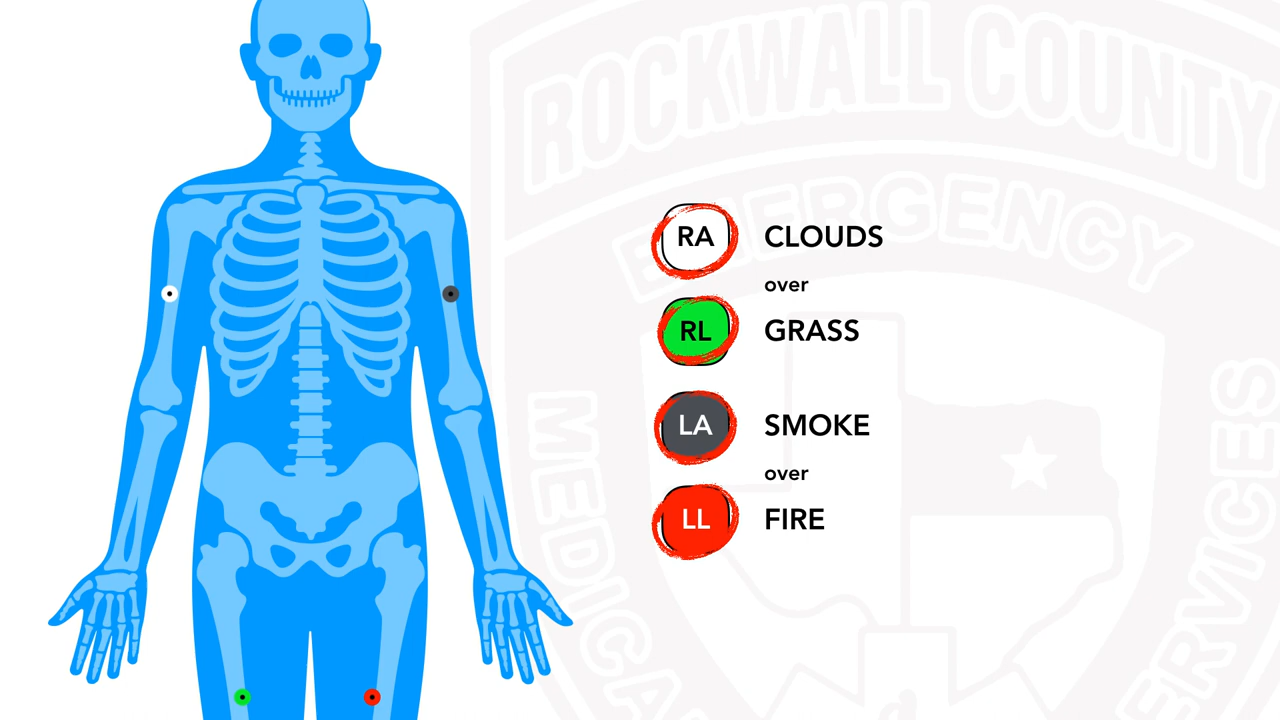 ROCKWALL COUNTY
EMERGENCY
MEDICAL
SERVICES
RA CLOUDS
over
RL GRASS
LA SMOKE
over
LL FIRE